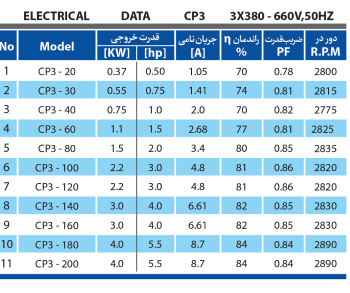 ELECTRICAL DATA CP3 3X380 - 660V,50HZ
No Model قدرت خروجی جریان نامی راندمان η ضریب‌قدرت دور در
[KW] [hp] [A] % PF R.P.M
1 CP3 - 20 0.37 0.50 1.05 70 0.78 2800
2 CP3 - 30 0.55 0.75 1.41 74 0.81 2815
3 CP3 - 40 0.75 1.0 2.0 70 0.82 2775
4 CP3 - 60 1.1 1.5 2.68 77 0.81 2825
5 CP3 - 80 1.5 2.0 3.4 80 0.85 2835
6 CP3 - 100 2.2 3.0 4.8 81 0.86 2820
7 CP3 - 120 2.2 3.0 4.8 81 0.86 2820
8 CP3 - 140 3.0 4.0 6.61 82 0.85 2830
9 CP3 - 160 3.0 4.0 6.61 82 0.85 2830
10 CP3 - 180 4.0 5.5 8.7 84 0.84 2890
11 CP3 - 200 4.0 5.5 8.7 84 0.84 2890